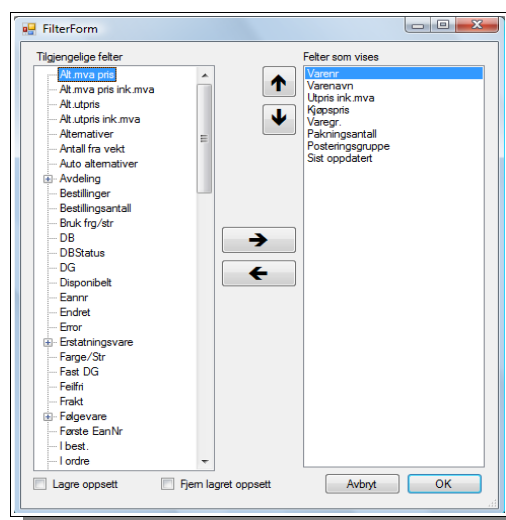 FilterForm
Tilgjengelige felter
Alt.mva pris
Alt.mva pris ink.mva
Alt.utpris
Alt.utpris ink.mva
Alternativer
Antall fra vekt
Auto alternativer
Avdeling
Bestillinger
Bestillingsantall
Bruk frg/str
DB
DBStatus
DG
Disponibelt
Eannr
Endret
Error
Erstatningsvare
Farge/Str
Fast DG
Feilfri
Frakt
Følgevare
Første EanNr
I best.
I ordre
Felter som vises
Varenr
Varenavn
Utpris ink.mva
Kjøpspris
Varegr.
Pakningsantall
Posteringsgruppe
Sist oppdatert
Lagre oppsett
Fjern lagret oppsett
Avbryt
OK